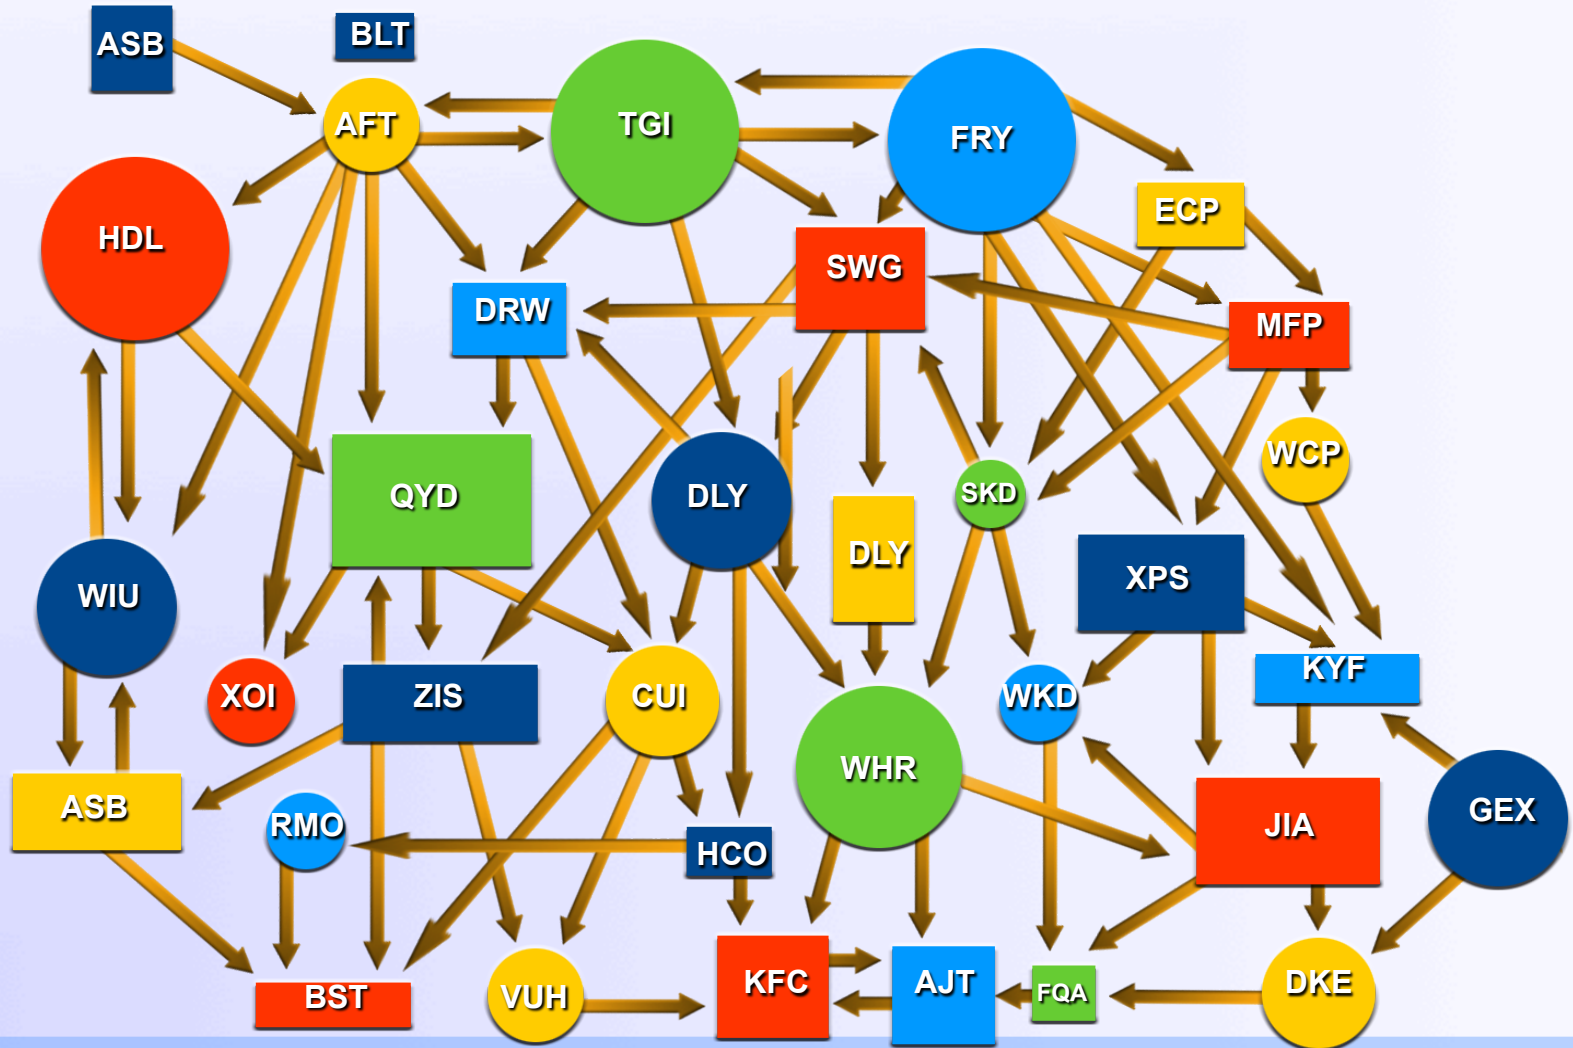 ASB
BLT
AFT
TGI
FRY
HDL
ECP
SWG
DRW
MFP
WCP
QYD
DLY
SKD
DLY
XPS
WIU
XOI
ZIS
CUI
WKD
KYF
WHR
ASB
RMO
HCO
JIA
GEX
BST
VUH
KFC
AJT
FQA
DKE